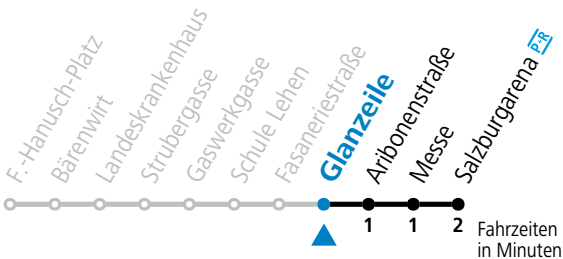 F.-Hanusch-Platz
Bärenwirt
Landeskrankenhaus
Strubergasse
Gaswerkgasse
Schule Lehen
Fasaneriestraße
Glanzeile
Aribonenstraße
Messe
Salzburgarena P+R
1 1 2
Fahrzeiten
in Minuten